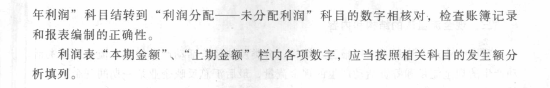 年利润”科目结转到“利润分配——未分配利润”科目的数字相核对，检查账簿记录
和报表编制的正确性。
利润表“本期金额”、“上期金额”栏内各项数字，应当按照相关科目的发生额分
析填列。